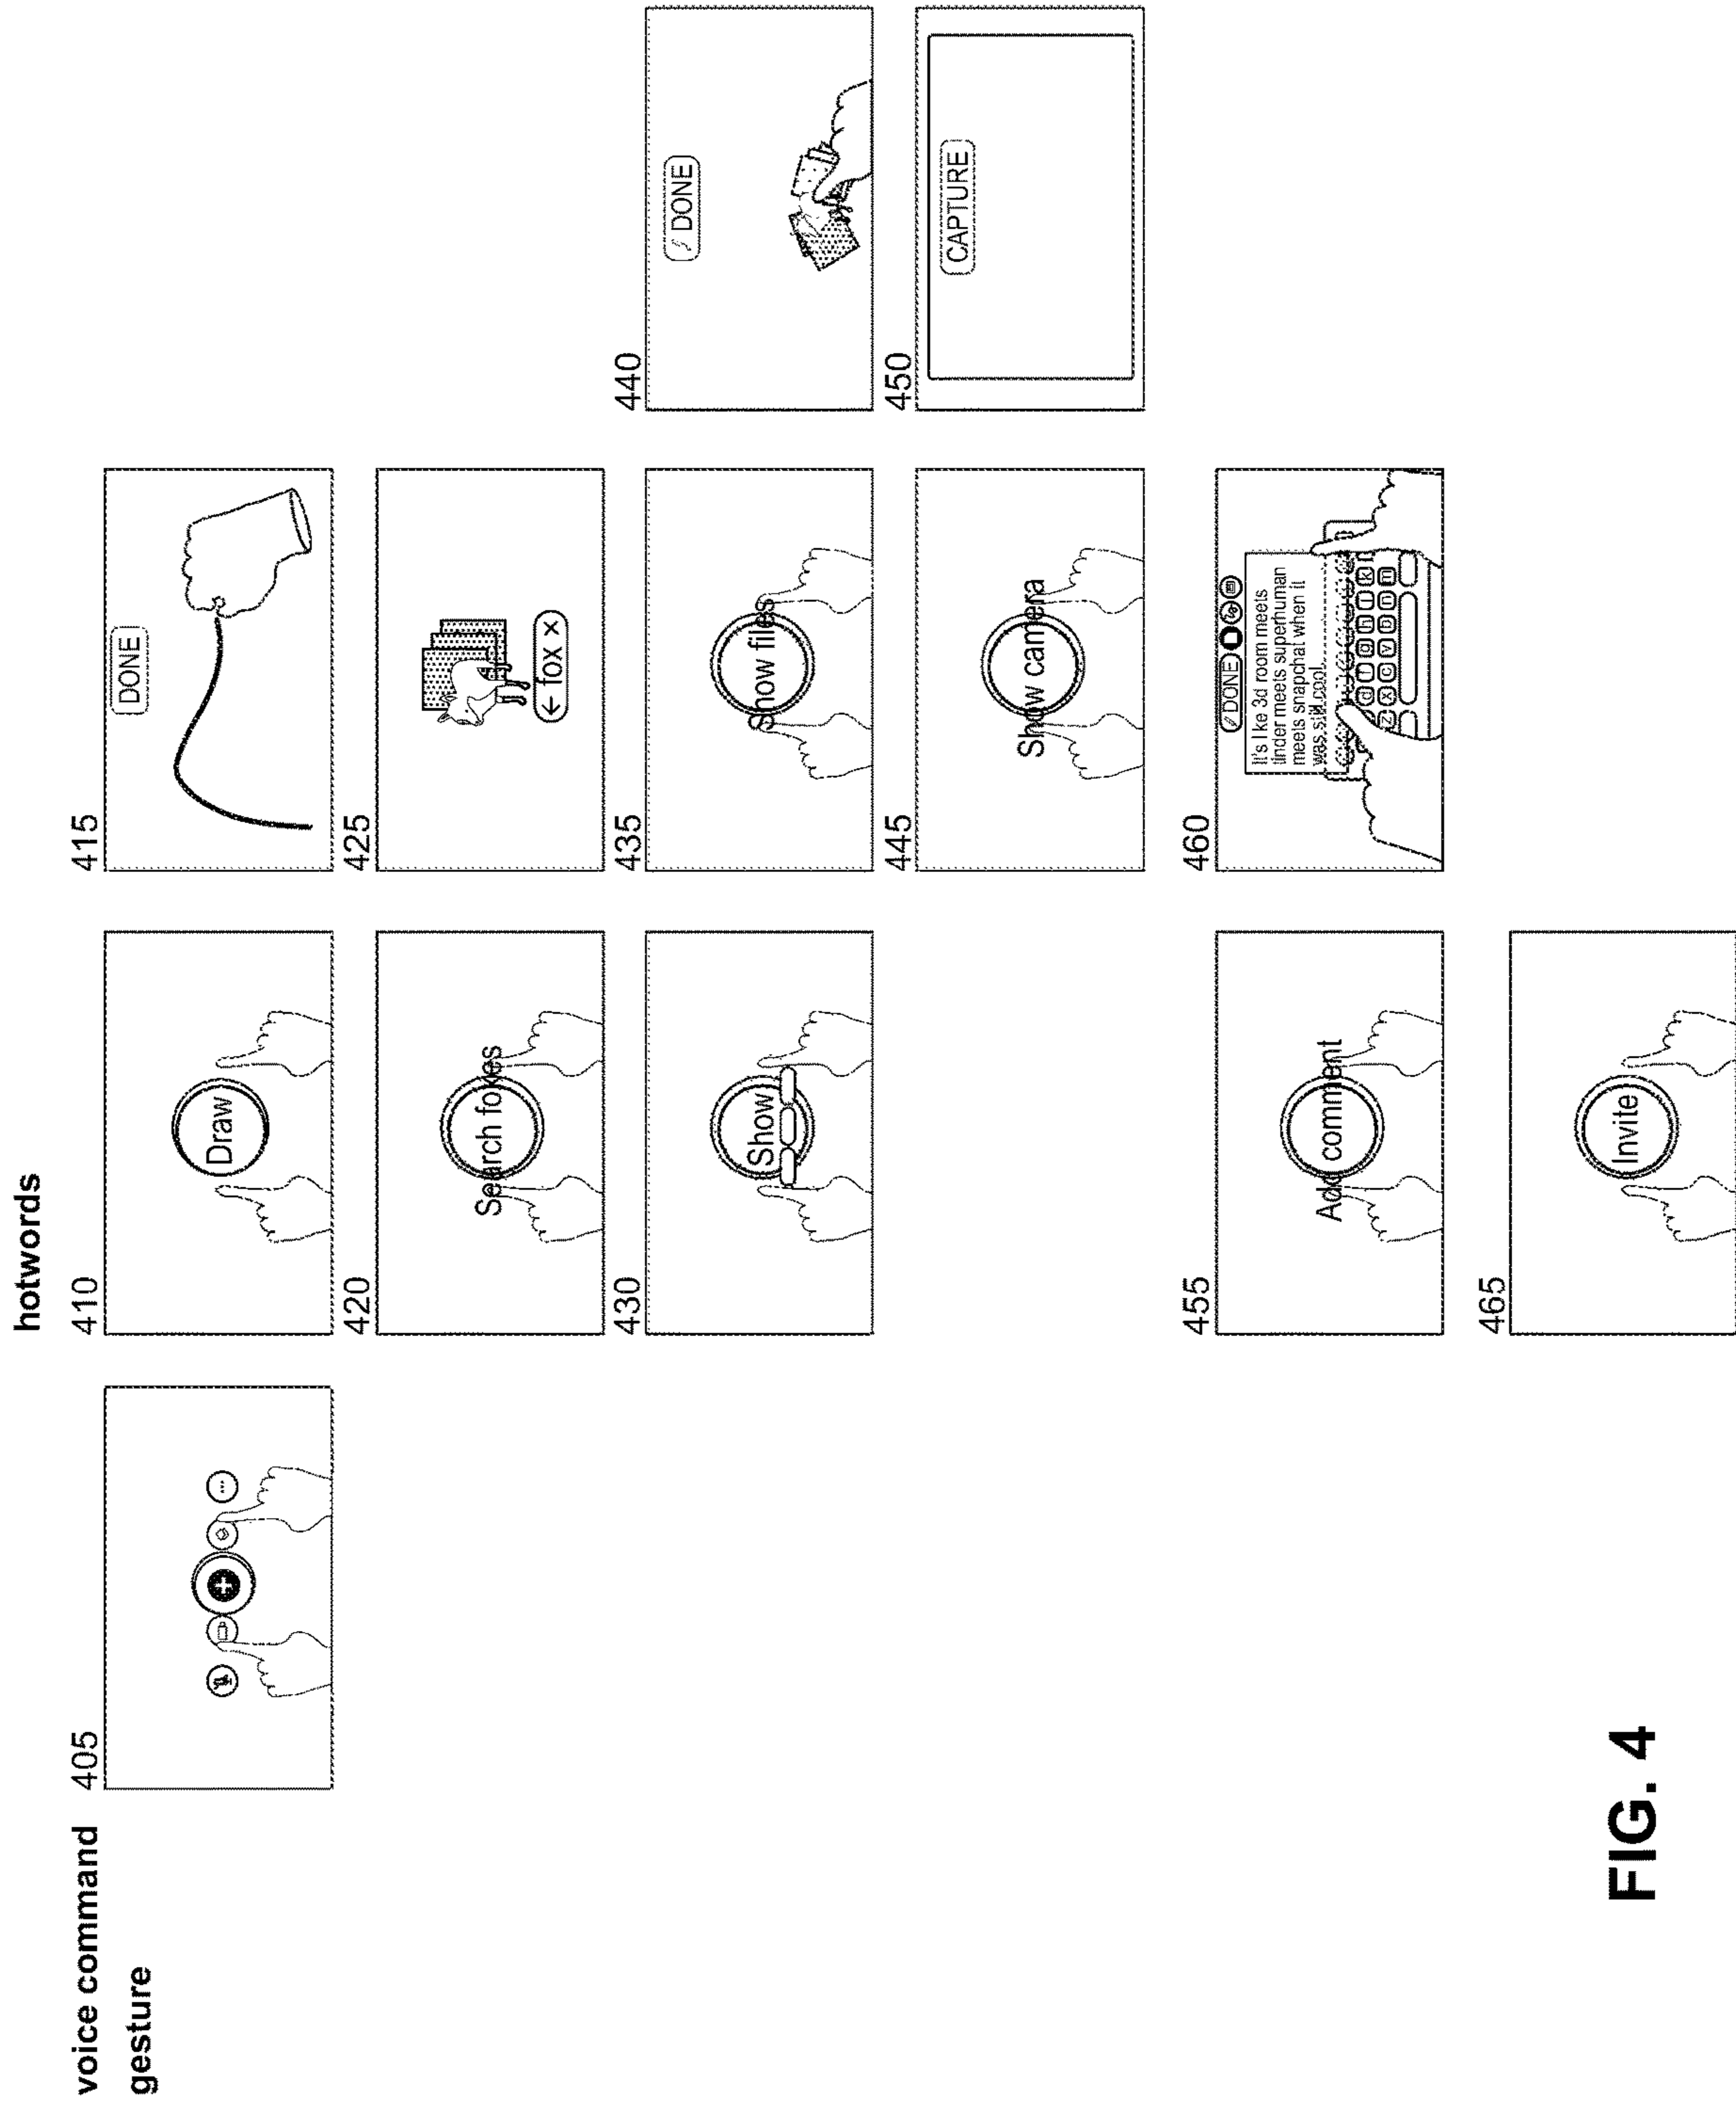 hotwords
voice command
gesture
405
410
Draw
415
DONE
420
Search foxes
425
← fox ×
430
Show
435
Show files
440
DONE
445
Show camera
450
CAPTURE
455
Add comment
460
DONE
It's l ke 3d room meets
tinder meets superhuman
meets snapchat when it
was still cool.
d f g h j k
z x c v b n m
465
Invite
FIG. 4